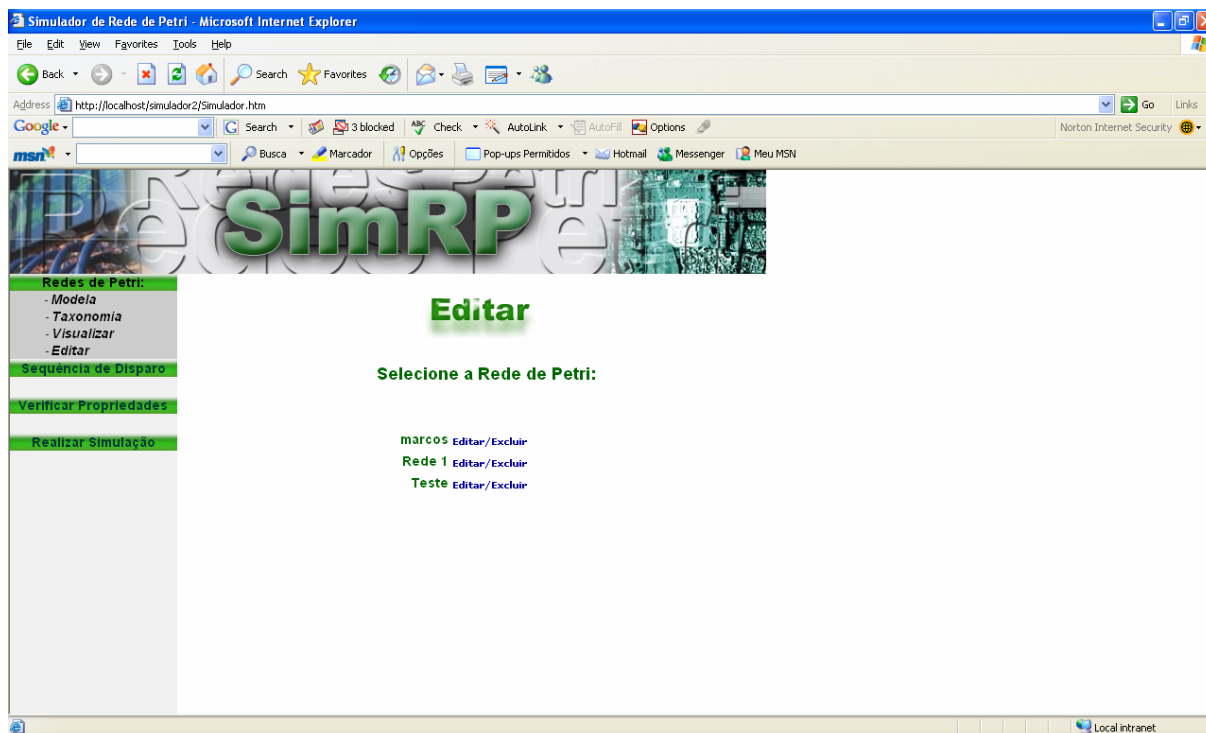 Simulador de Rede de Petri - Microsoft Internet Explorer
File Edit View Favorites Tools Help
Back Search Favorites
Address http://localhost/simulador2/Simulador.htm Go Links
Google Search 3 blocked ABC Check AutoLink AutoFill Options Norton Internet Security
msn Busca Marcador Opções Pop-ups Permitidos Hotmail Messenger Meu MSN
SimRP
Redes de Petri:
- Modela
- Taxonomia
- Visualizar
- Editar
Sequência de Disparo
Verificar Propriedades
Realizar Simulação
Editar
Selecione a Rede de Petri:
marcos Editar/Excluir
Rede 1 Editar/Excluir
Teste Editar/Excluir
Local intranet